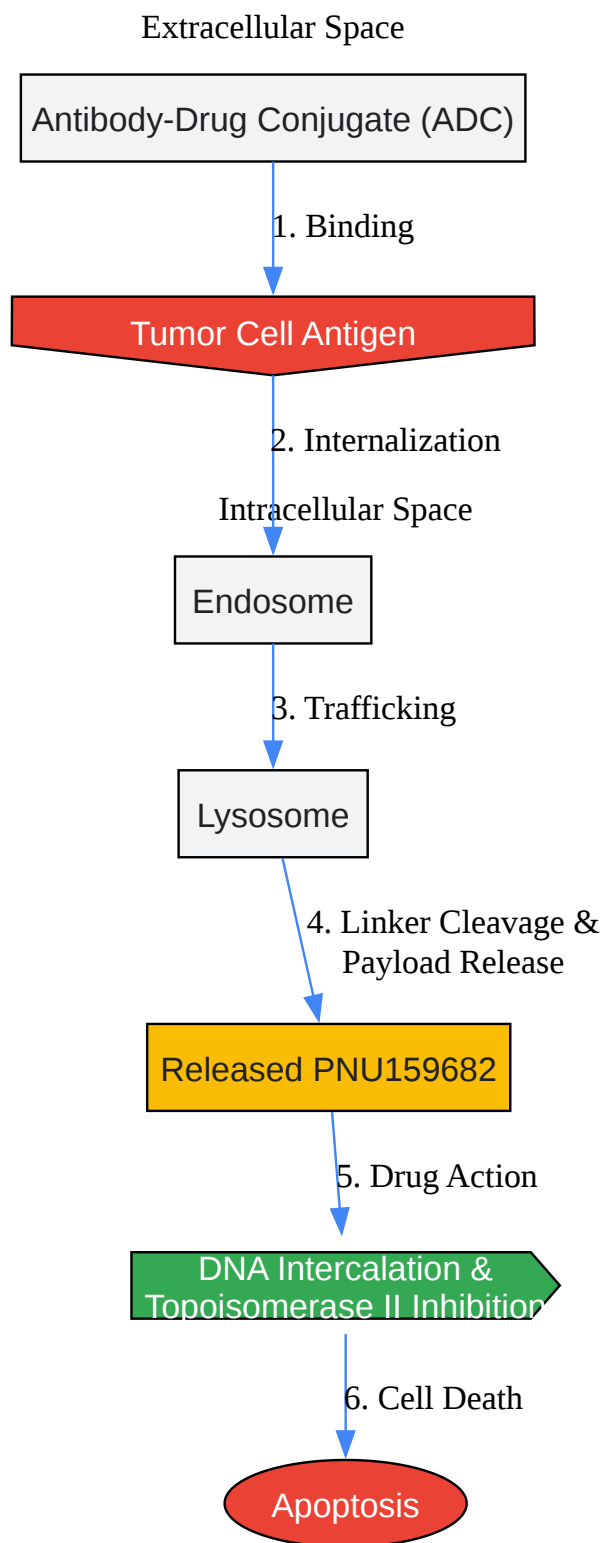 Extracellular Space
Antibody-Drug Conjugate (ADC)
1. Binding
Tumor Cell Antigen
2. Internalization
Intracellular Space
Endosome
3. Trafficking
Lysosome
4. Linker Cleavage &
Payload Release
Released PNU159682
5. Drug Action
DNA Intercalation &
Topoisomerase II Inhibition
6. Cell Death
Apoptosis